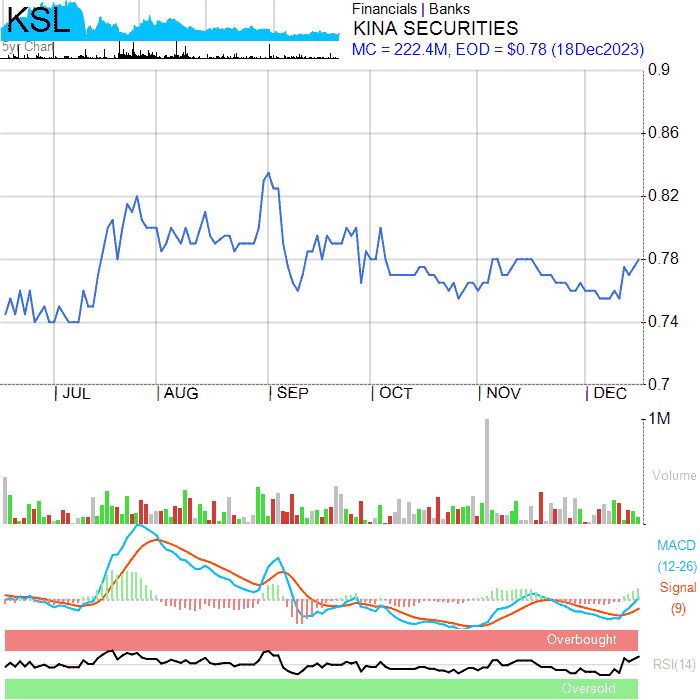 KSL
5yr Chart
Financials | Banks
KINA SECURITIES
MC = 222.4M, EOD = $0.78 (18Dec2023)
0.9
0.86
0.82
0.78
0.74
0.7
JUL AUG SEP OCT NOV DEC
1M
Volume
MACD
(12-26)
Signal
(9)
Overbought
RSI(14)
Oversold